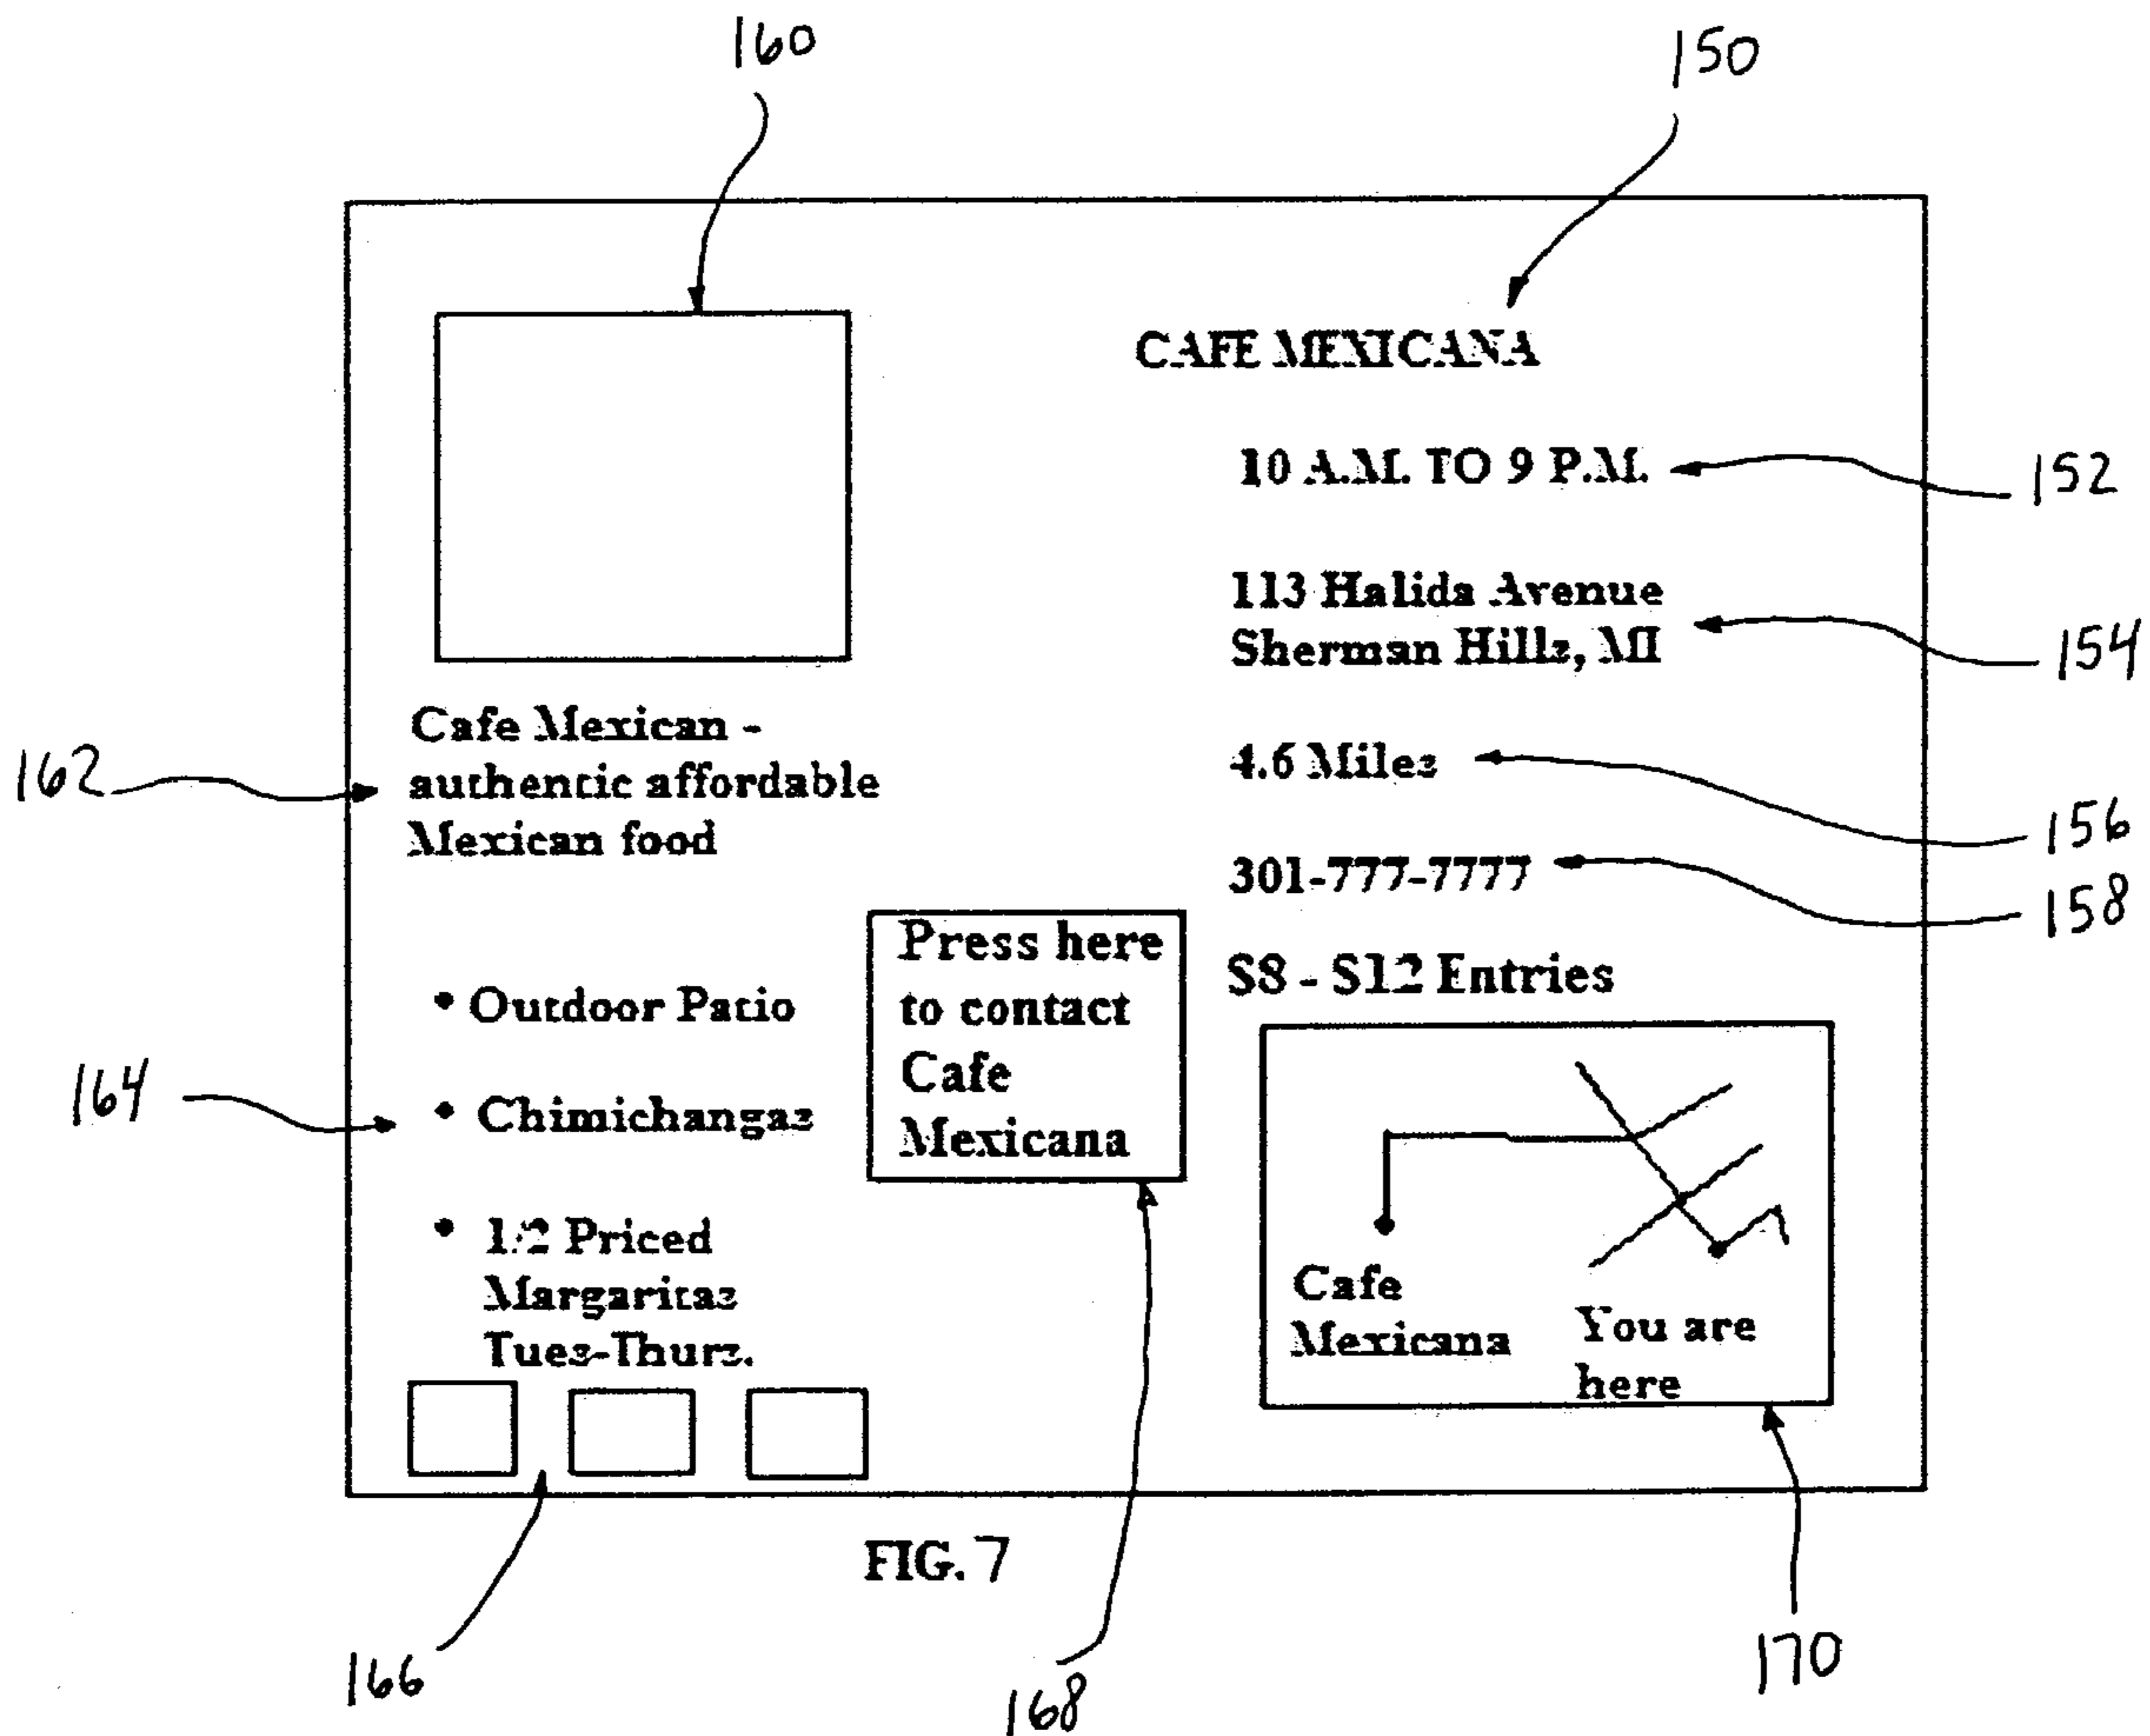 160
150
CAFE MEXICANA
10 A.M. TO 9 P.M.
152
113 Halida Avenue
Sherman Hills, MI
154
Cafe Mexican -
authentic affordable
Mexican food
162
4.6 Miles
156
301-777-7777
158
$8 - $12 Entries
Press here
to contact
Cafe
Mexicana
• Outdoor Patio
• Chimichangas
• 1/2 Priced
Margaritas
Tues-Thurs.
164
Cafe
Mexicana
You are
here
FIG. 7
166
168
170